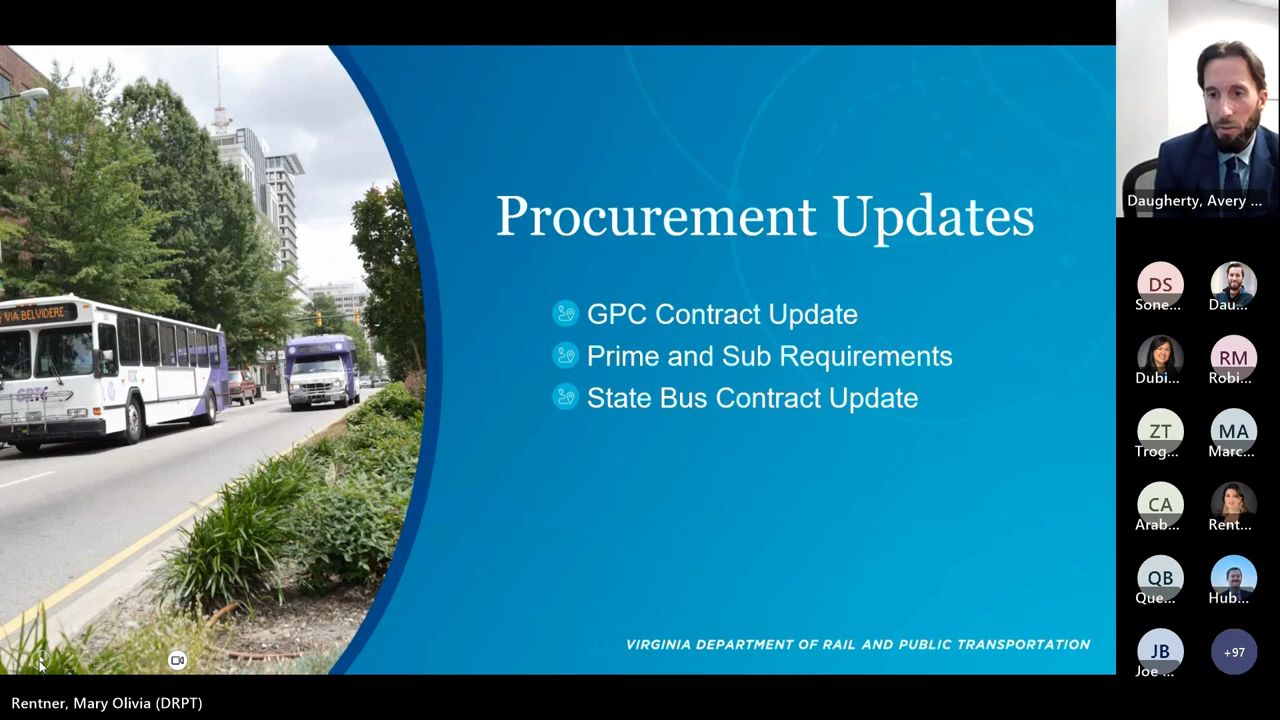 VIA BELVIDERE
GRTC
Procurement Updates
GPC Contract Update
Prime and Sub Requirements
State Bus Contract Update
VIRGINIA DEPARTMENT OF RAIL AND PUBLIC TRANSPORTATION
Rentner, Mary Olivia (DRPT)
Daugherty, Avery ...
DS
Sone...
Dau...
Dubi...
RM
Robi...
ZT
Trog...
MA
Marc...
CA
Arab...
Rent...
QB
Que...
Hub...
JB
Joe ...
+97